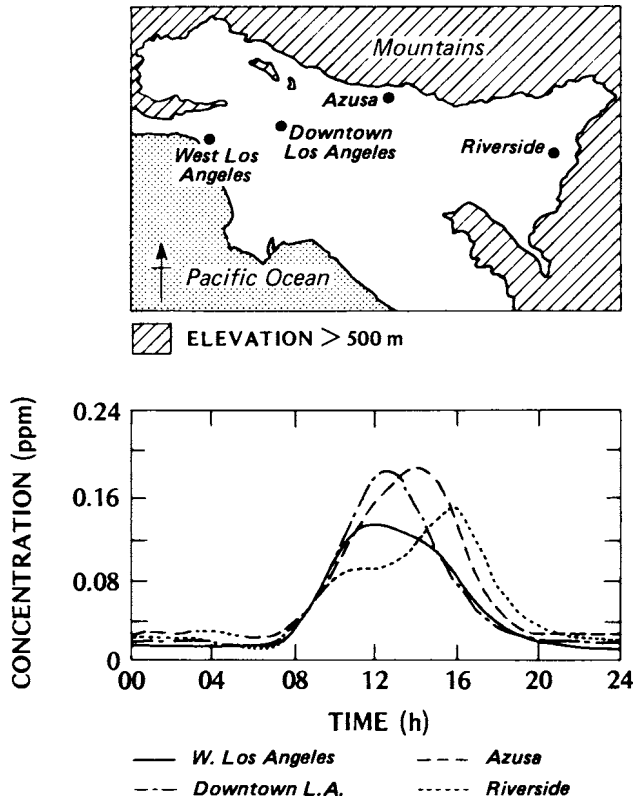 Mountains
Azusa
Downtown
Los Angeles
West Los
Angeles
Riverside
Pacific Ocean
ELEVATION > 500 m
CONCENTRATION (ppm)
0.24
0.16
0.08
0
00 04 08 12 16 20 24
TIME (h)
W. Los Angeles
Azusa
Downtown L.A.
Riverside